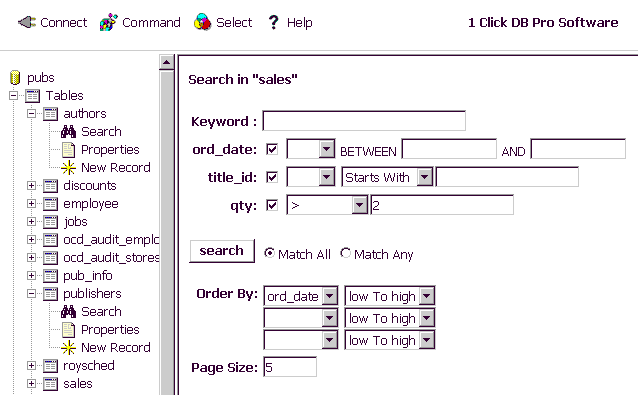 Connect Command Select ? Help 1 Click DB Pro Software
pubs
Tables
authors
Search
Properties
New Record
discounts
employee
jobs
ocd_audit_emplo
ocd_audit_stores
pub_info
publishers
Search
Properties
New Record
roysched
sales
Search in "sales"
Keyword :
ord_date: BETWEEN AND
title_id: Starts With
qty: > 2
search Match All Match Any
Order By: ord_date low To high
low To high
low To high
Page Size: 5